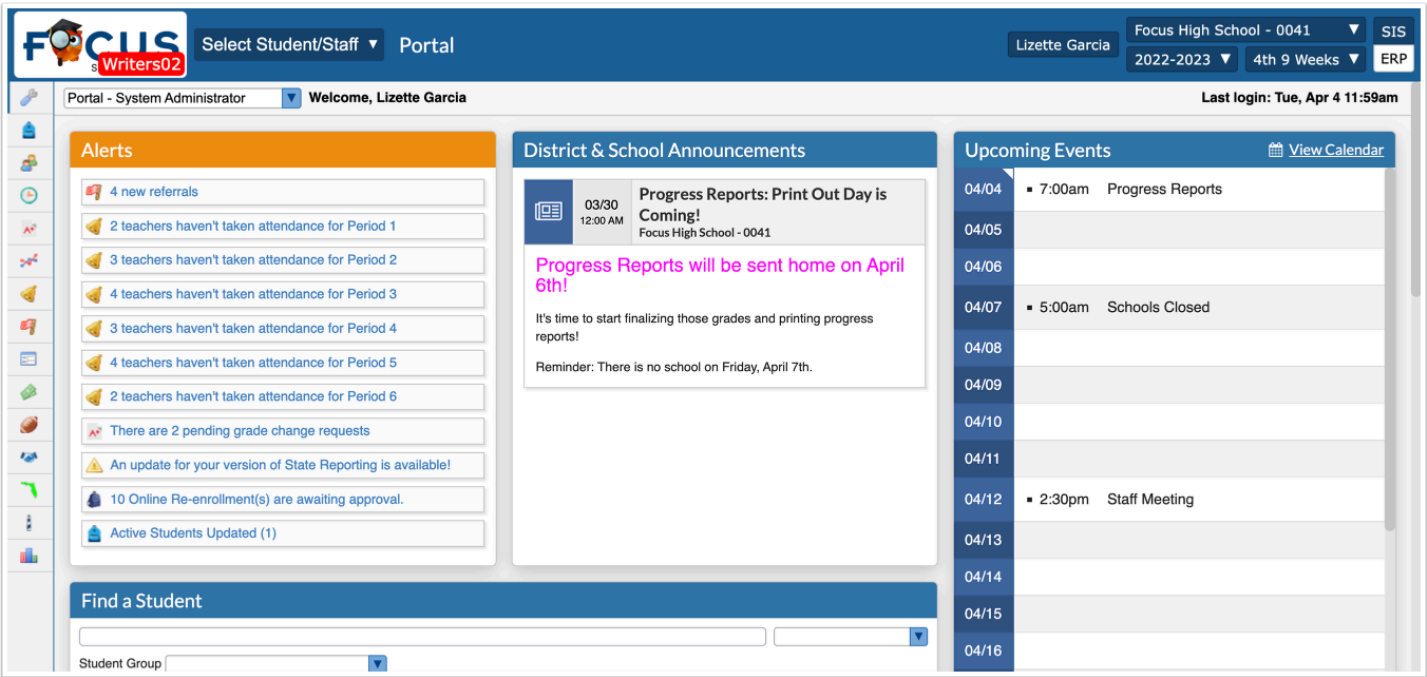 FOCUS
S
Writers02
Select Student/Staff ▼
Portal
Lizette Garcia
Focus High School - 0041 ▼
SIS
2022-2023 ▼
4th 9 Weeks ▼
ERP
Portal - System Administrator
Welcome, Lizette Garcia
Last login: Tue, Apr 4 11:59am
Alerts
4 new referrals
2 teachers haven't taken attendance for Period 1
3 teachers haven't taken attendance for Period 2
4 teachers haven't taken attendance for Period 3
3 teachers haven't taken attendance for Period 4
4 teachers haven't taken attendance for Period 5
2 teachers haven't taken attendance for Period 6
There are 2 pending grade change requests
An update for your version of State Reporting is available!
10 Online Re-enrollment(s) are awaiting approval.
Active Students Updated (1)
District & School Announcements
03/30
12:00 AM
Progress Reports: Print Out Day is
Coming!
Focus High School - 0041
Progress Reports will be sent home on April
6th!
It's time to start finalizing those grades and printing progress
reports!
Reminder: There is no school on Friday, April 7th.
Upcoming Events
View Calendar
04/04 ▪ 7:00am Progress Reports
04/05
04/06
04/07 ▪ 5:00am Schools Closed
04/08
04/09
04/10
04/11
04/12 ▪ 2:30pm Staff Meeting
04/13
04/14
04/15
04/16
Find a Student
Student Group